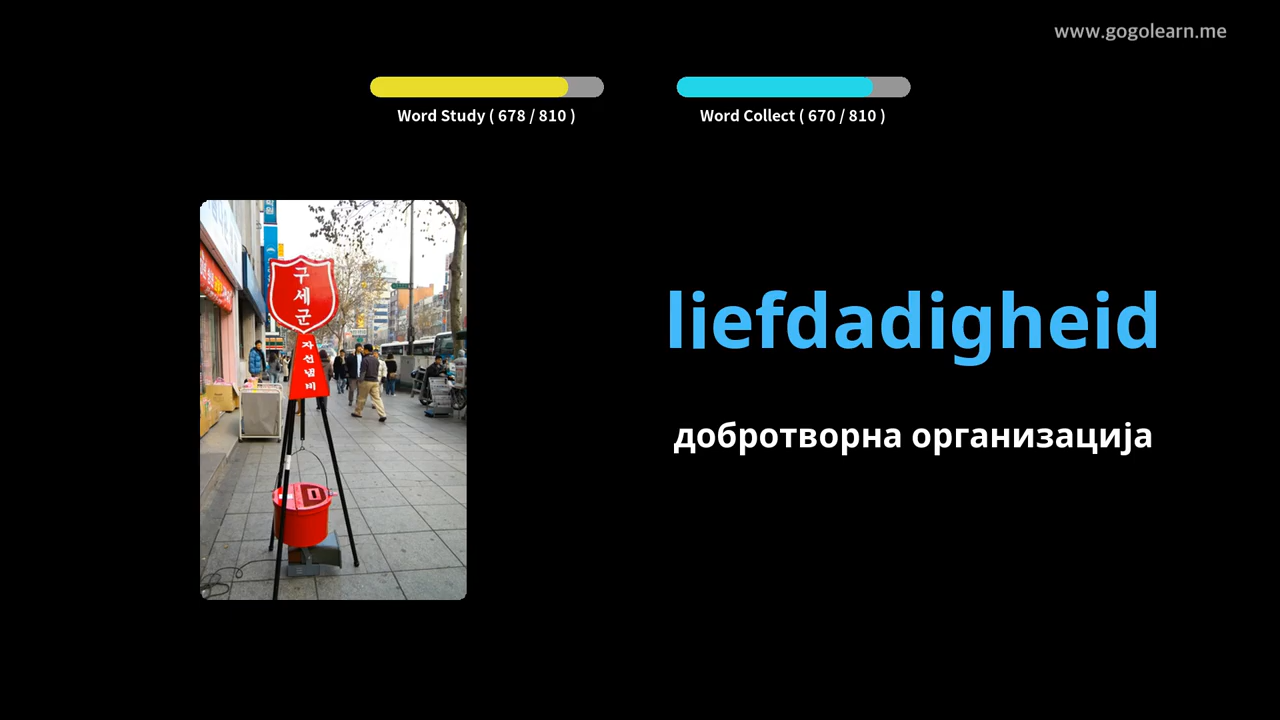 www.gogolearn.me
Word Study ( 678 / 810 )
Word Collect ( 670 / 810 )
구
세
군
자
선
냄
비
liefdadigheid
добротворна организација